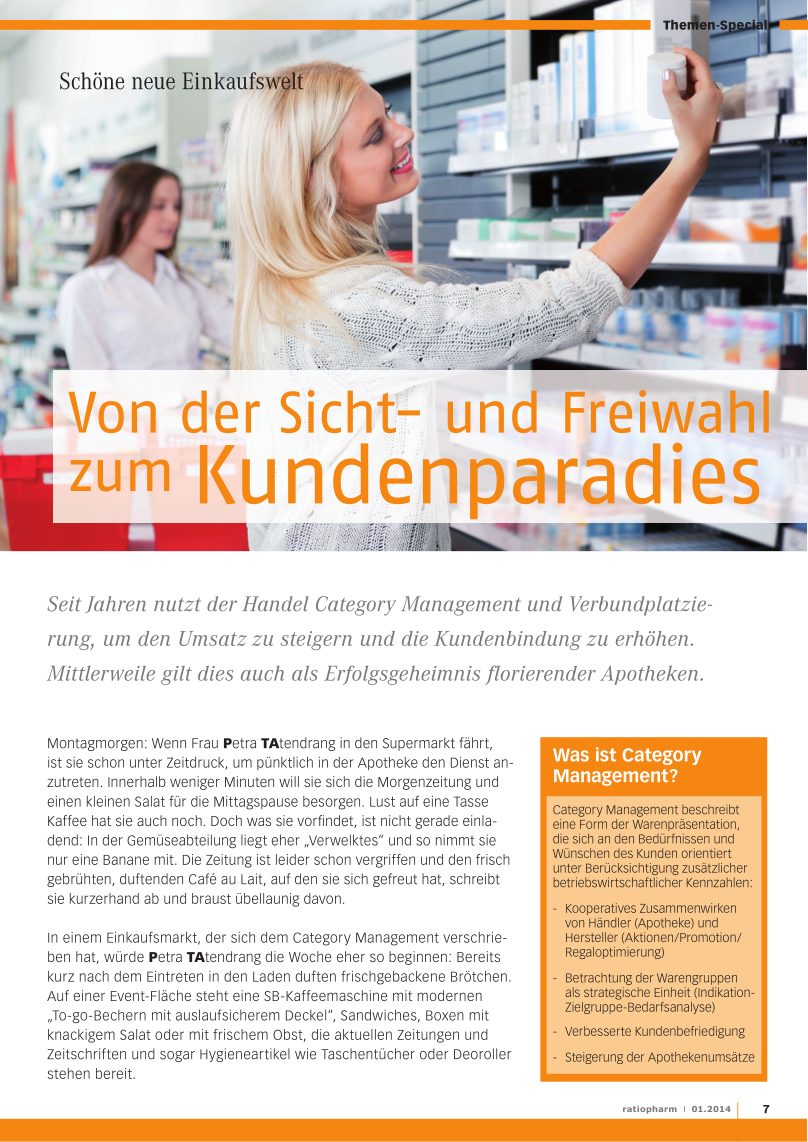 Themen-Special
Schöne neue Einkaufswelt
Von der Sicht- und Freiwahl
zum Kundenparadies
Seit Jahren nutzt der Handel Category Management und Verbundplatzie-
rung, um den Umsatz zu steigern und die Kundenbindung zu erhöhen.
Mittlerweile gilt dies auch als Erfolgsgeheimnis florierender Apotheken.
Montagmorgen: Wenn Frau Petra TAtendrang in den Supermarkt fährt,
ist sie schon unter Zeitdruck, um pünktlich in der Apotheke den Dienst an-
zutreten. Innerhalb weniger Minuten will sie sich die Morgenzeitung und
einen kleinen Salat für die Mittagspause besorgen. Lust auf eine Tasse
Kaffee hat sie auch noch. Doch was sie vorfindet, ist nicht gerade einla-
dend: In der Gemüseabteilung liegt eher „Verwelktes“ und so nimmt sie
nur eine Banane mit. Die Zeitung ist leider schon vergriffen und den frisch
gebrühten, duftenden Café au Lait, auf den sie sich gefreut hat, schreibt
sie kurzerhand ab und braust übellaunig davon.
In einem Einkaufsmarkt, der sich dem Category Management verschrie-
ben hat, würde Petra TAtendrang die Woche eher so beginnen: Bereits
kurz nach dem Eintreten in den Laden duften frischgebackene Brötchen.
Auf einer Event-Fläche steht eine SB-Kaffeemaschine mit modernen
„To-go-Bechern mit auslaufsicherem Deckel“, Sandwiches, Boxen mit
knackigem Salat oder mit frischem Obst, die aktuellen Zeitungen und
Zeitschriften und sogar Hygieneartikel wie Taschentücher oder Deoroller
stehen bereit.
Was ist Category
Management?
Category Management beschreibt
eine Form der Warenpräsentation,
die sich an den Bedürfnissen und
Wünschen des Kunden orientiert
unter Berücksichtigung zusätzlicher
betriebswirtschaftlicher Kennzahlen:
- Kooperatives Zusammenwirken
von Händler (Apotheke) und
Hersteller (Aktionen/Promotion/
Regaloptimierung)
- Betrachtung der Warengruppen
als strategische Einheit (Indikation-
Zielgruppe-Bedarfsanalyse)
- Verbesserte Kundenbefriedigung
- Steigerung der Apothekenumsätze
ratiopharm | 01.2014 | 7